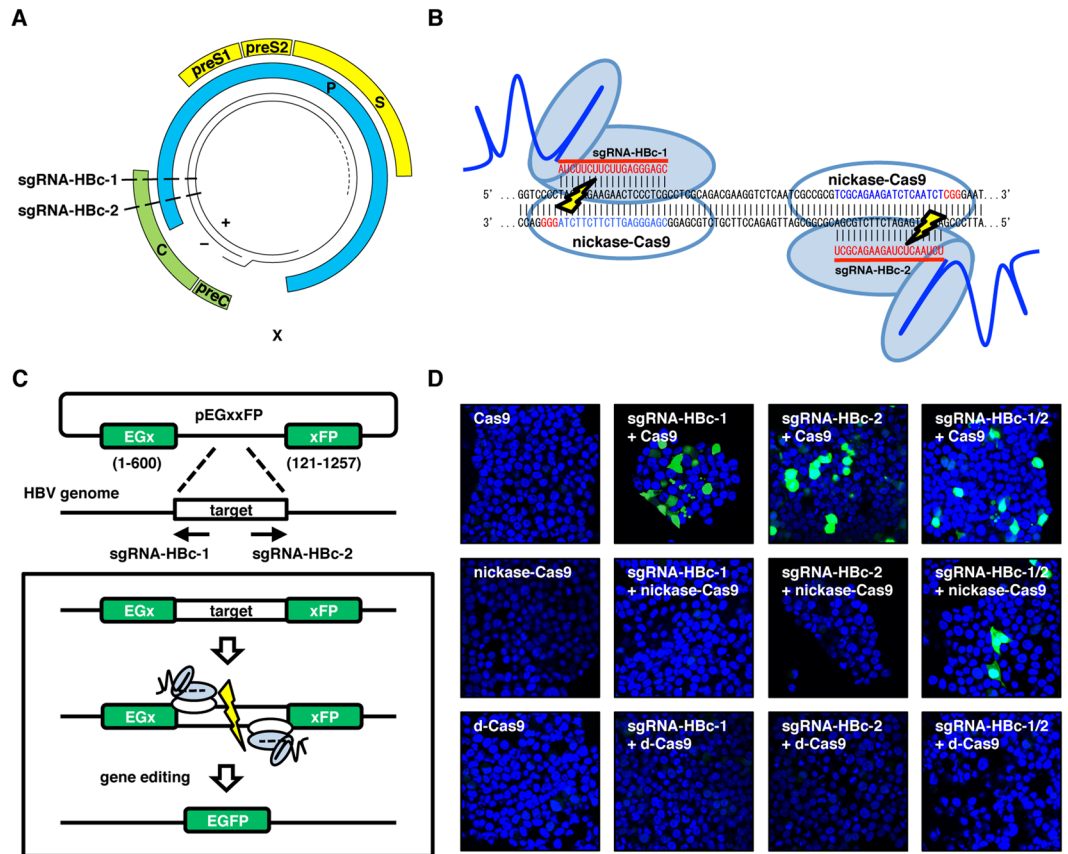 A
preS1
preS2
P
S
sgRNA-HBc-1
sgRNA-HBc-2
+
−
C
preC
X
B
sgRNA-HBc-1
AUCUUCUUCUUGAGGGAGC
nickase-Cas9
5' ...GGTCCCCTA GAAGAACTCCCTCGCCTCGCAGACGAAGGTCTCAATCGCCGCGTCGCAGAAGATCTCAATCTCGGGAAT...3'
3' ...CCAGGGGATCTTCTTCTTGAGGGAGCGGAGCGTCTGCTTCCAGAGTTAGCGGCGCAGCGTCTTCTAGAG AGCCCTTA...5'
nickase-Cas9
UCGCAGAAGAUCUCAAUCU
sgRNA-HBc-2
C
pEGxxFP
EGx
xFP
(1-600)
(121-1257)
HBV genome
target
sgRNA-HBc-1
sgRNA-HBc-2
EGx
target
xFP
EGx
xFP
gene editing
EGFP
D
Cas9
sgRNA-HBc-1
+ Cas9
sgRNA-HBc-2
+ Cas9
sgRNA-HBc-1/2
+ Cas9
nickase-Cas9
sgRNA-HBc-1
+ nickase-Cas9
sgRNA-HBc-2
+ nickase-Cas9
sgRNA-HBc-1/2
+ nickase-Cas9
d-Cas9
sgRNA-HBc-1
+ d-Cas9
sgRNA-HBc-2
+ d-Cas9
sgRNA-HBc-1/2
+ d-Cas9